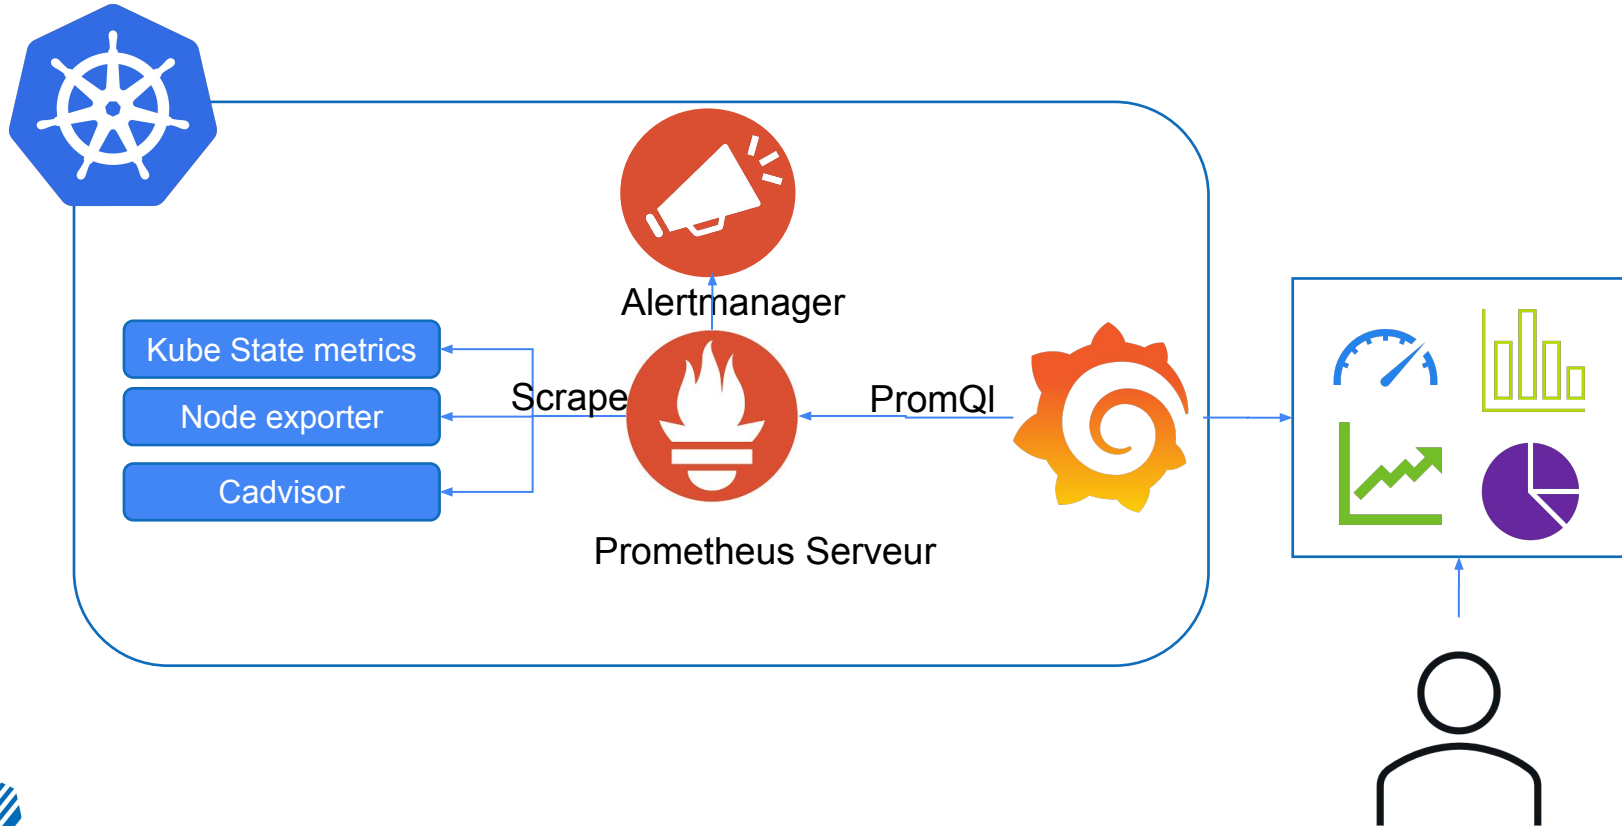 Alertmanager
Kube State metrics
Scrape
PromQl
Node exporter
Cadvisor
Prometheus Serveur